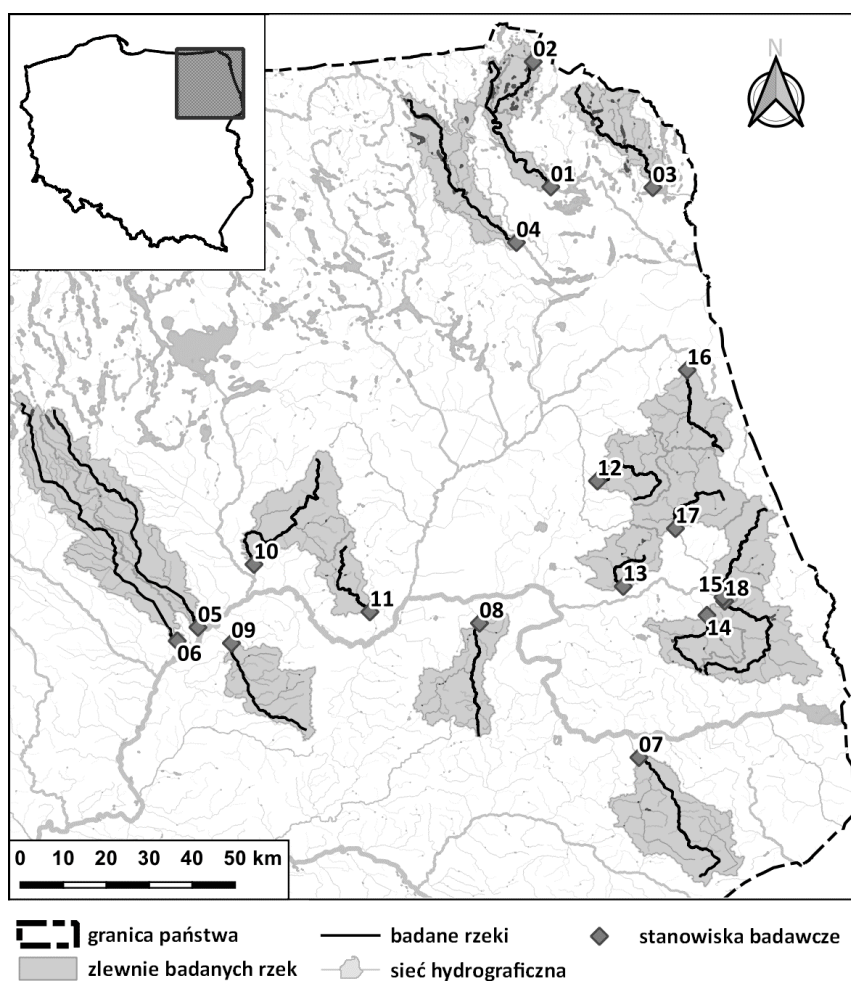 N
02
01
03
04
16
12
17
10
13
05
11
08
15
18
09
14
06
07
0 10 20 30 40 50 km
granica państwa
badane rzeki
stanowiska badawcze
zlewnie badanych rzek
sieć hydrograficzna